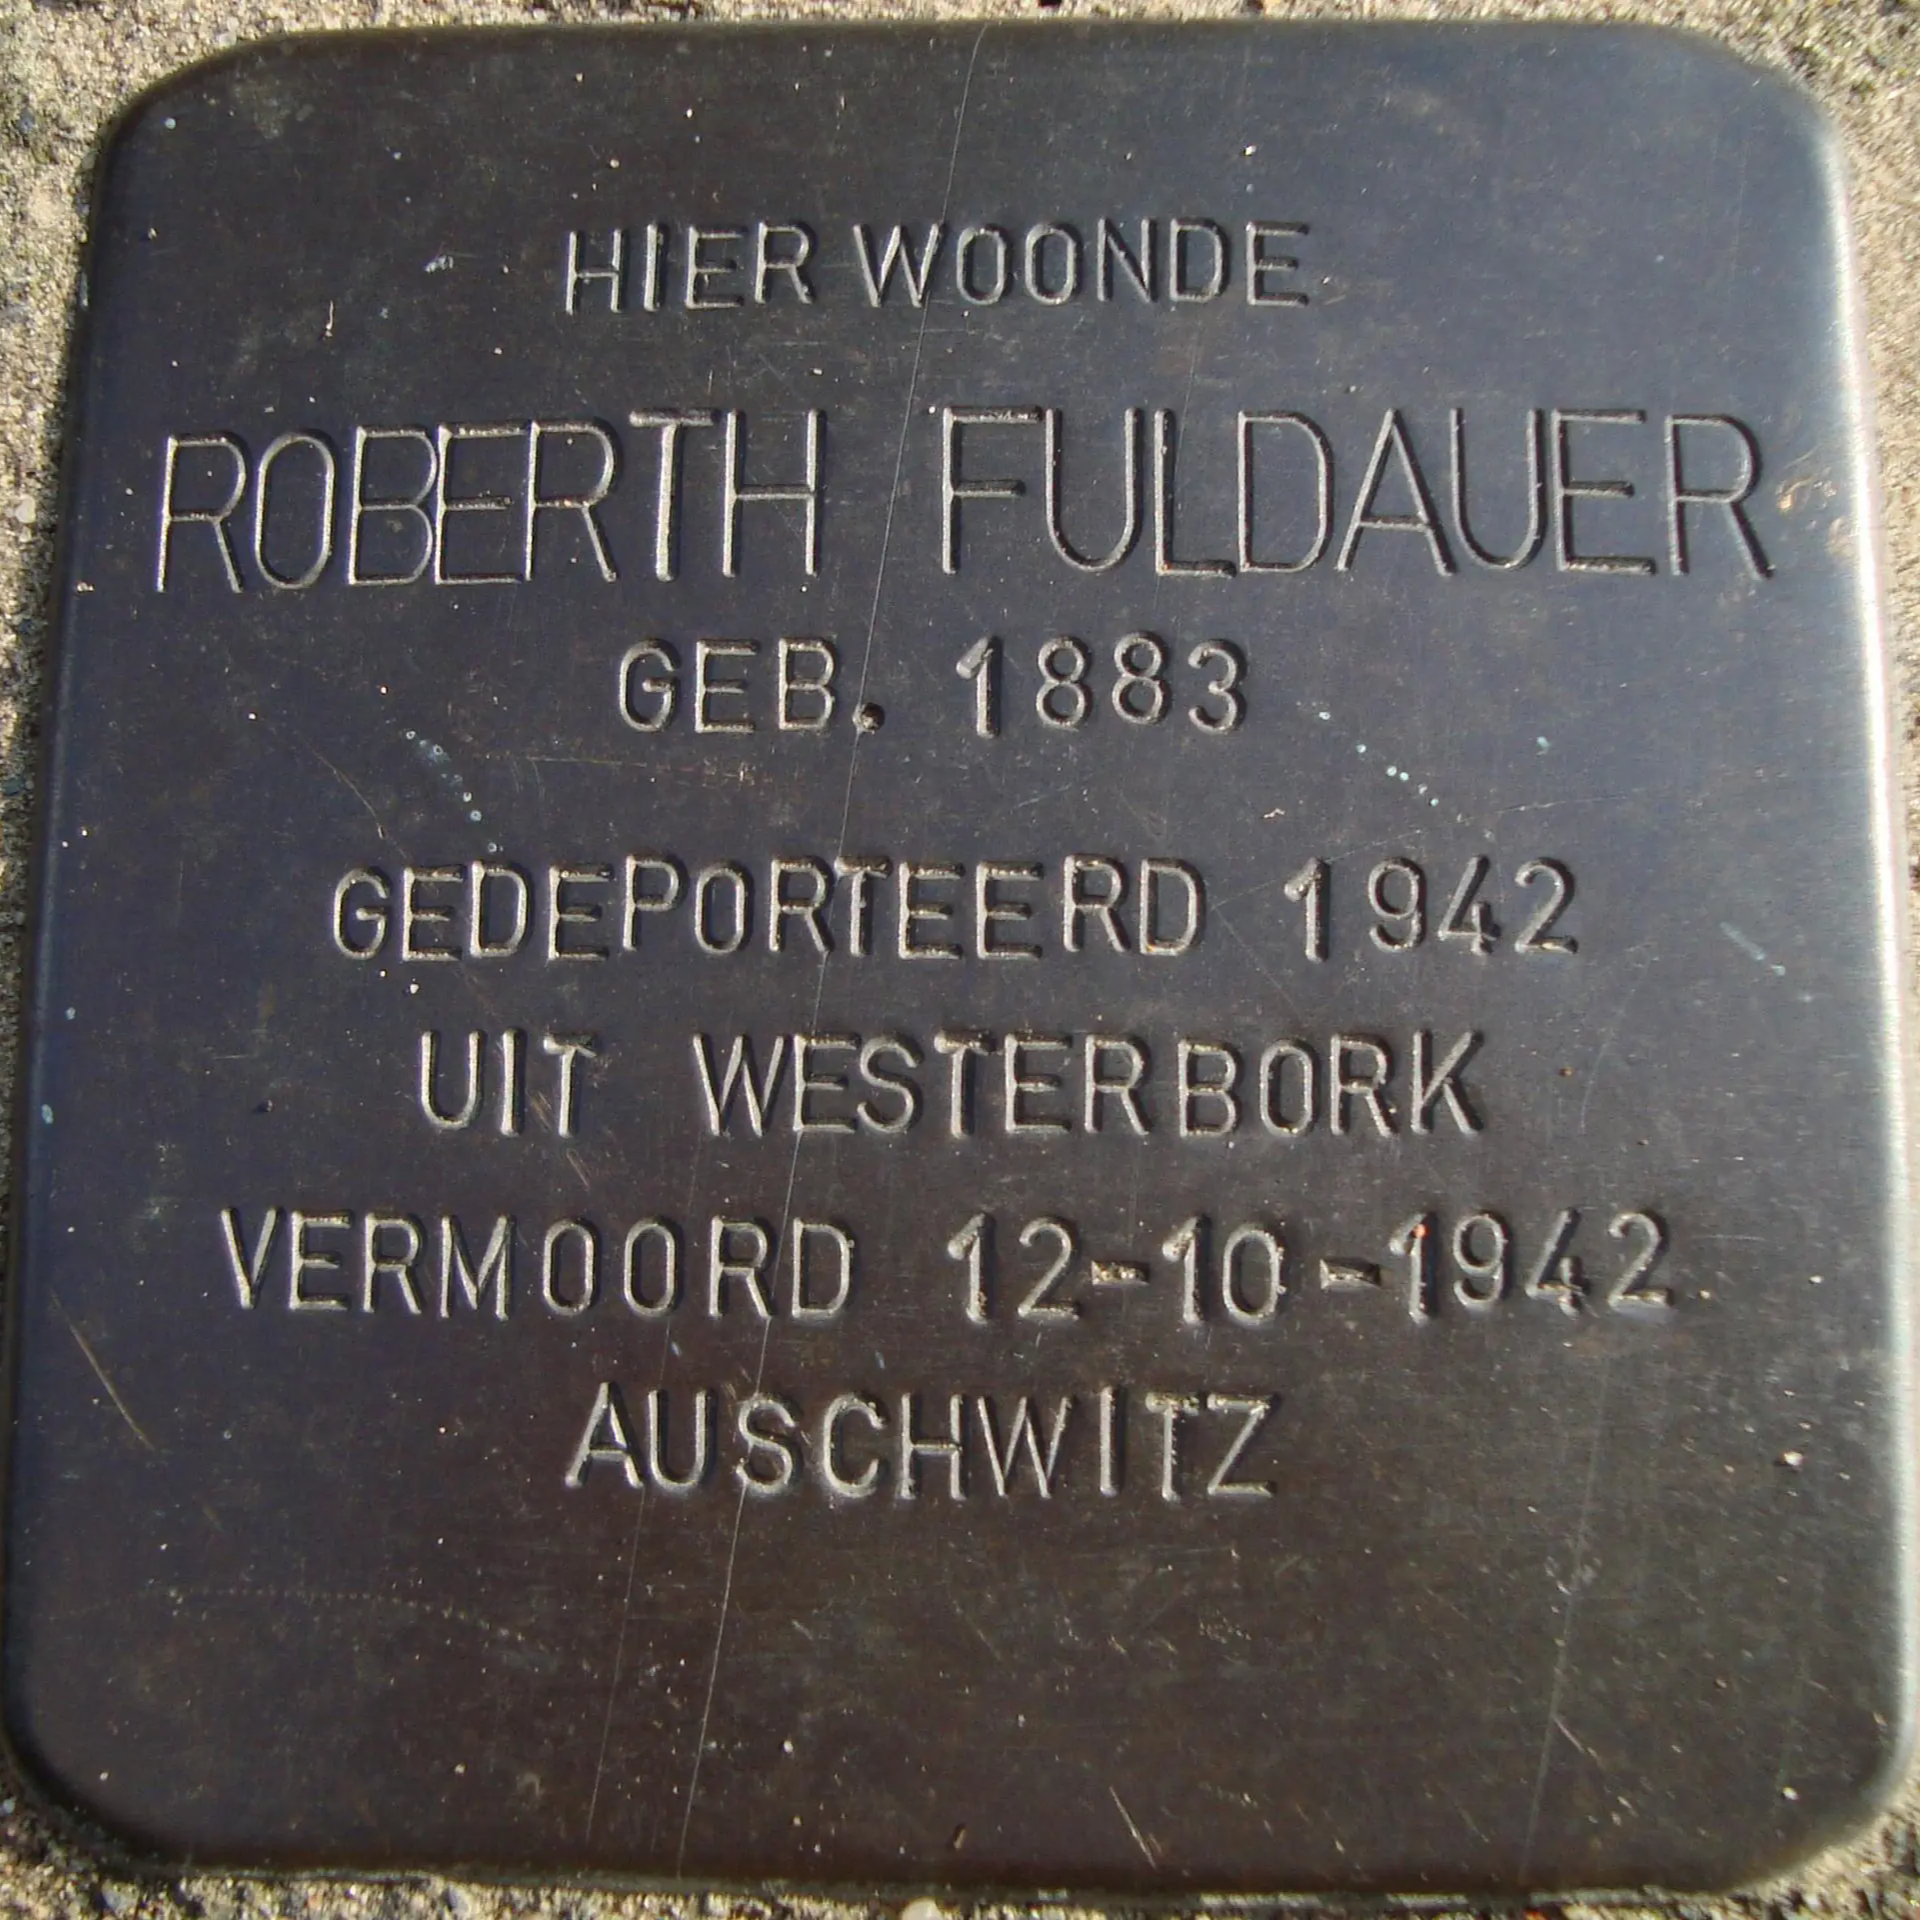 HIER WOONDE
ROBERTH FULDAUER
GEB. 1883
GEDEPORTEERD 1942
UIT WESTERBORK
VERMOORD 12-10-1942
AUSCHWITZ